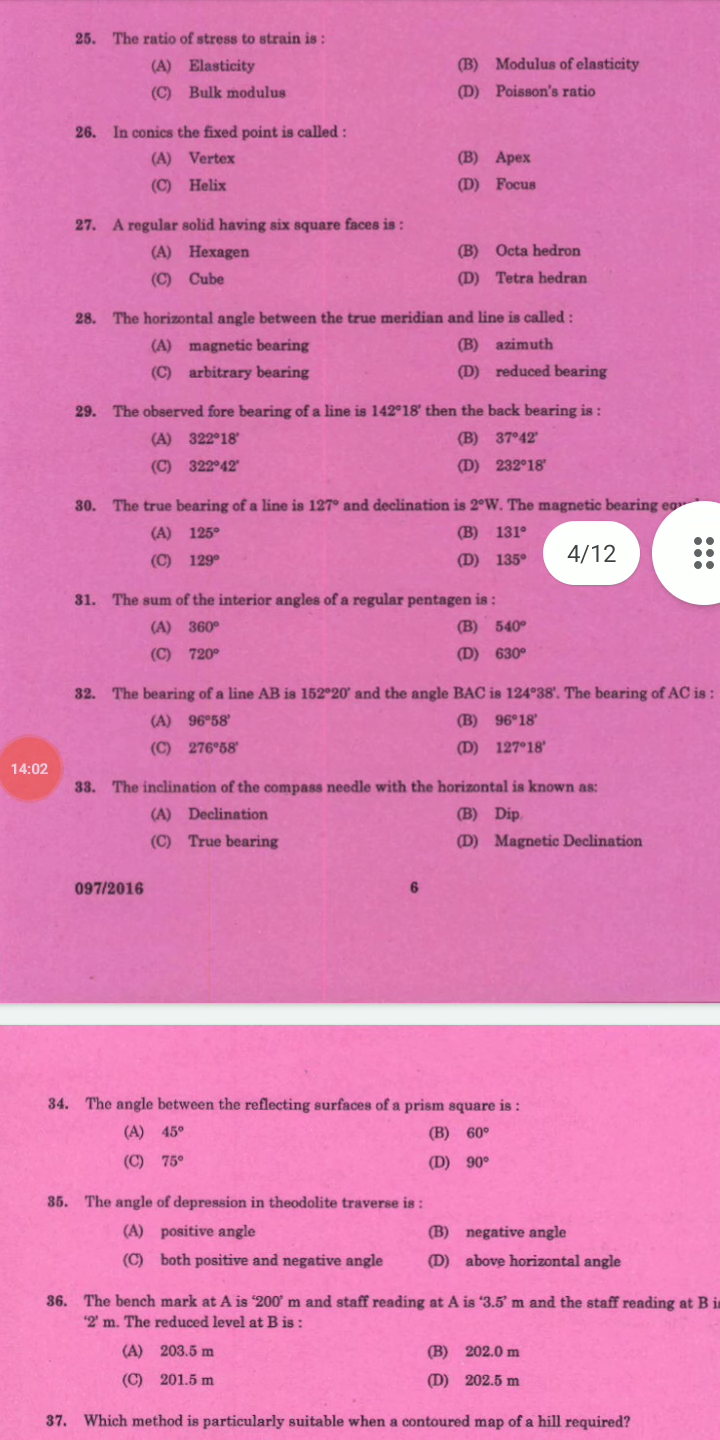 25. The ratio of stress to strain is :
(A) Elasticity (B) Modulus of elasticity
(C) Bulk modulus (D) Poisson's ratio
26. In conics the fixed point is called :
(A) Vertex (B) Apex
(C) Helix (D) Focus
27. A regular solid having six square faces is :
(A) Hexagen (B) Octa hedron
(C) Cube (D) Tetra hedran
28. The horizontal angle between the true meridian and line is called :
(A) magnetic bearing (B) azimuth
(C) arbitrary bearing (D) reduced bearing
29. The observed fore bearing of a line is 142°18' then the back bearing is :
(A) 322°18' (B) 37°42'
(C) 322°42' (D) 232°18'
30. The true bearing of a line is 127° and declination is 2°W. The magnetic bearing
(A) 125° (B) 131°
(C) 129° (D) 135°
4/12
31. The sum of the interior angles of a regular pentagen is :
(A) 360° (B) 540°
(C) 720° (D) 630°
32. The bearing of a line AB is 152°20' and the angle BAC is 124°38'. The bearing of AC is :
(A) 96°58' (B) 96°18'
(C) 276°58' (D) 127°18'
14:02
33. The inclination of the compass needle with the horizontal is known as:
(A) Declination (B) Dip
(C) True bearing (D) Magnetic Declination
097/2016 6
34. The angle between the reflecting surfaces of a prism square is :
(A) 45° (B) 60°
(C) 75° (D) 90°
35. The angle of depression in theodolite traverse is :
(A) positive angle (B) negative angle
(C) both positive and negative angle (D) above horizontal angle
36. The bench mark at A is '200' m and staff reading at A is '3.5' m and the staff reading at B
'2' m. The reduced level at B is :
(A) 203.5 m (B) 202.0 m
(C) 201.5 m (D) 202.5 m
37. Which method is particularly suitable when a contoured map of a hill required?